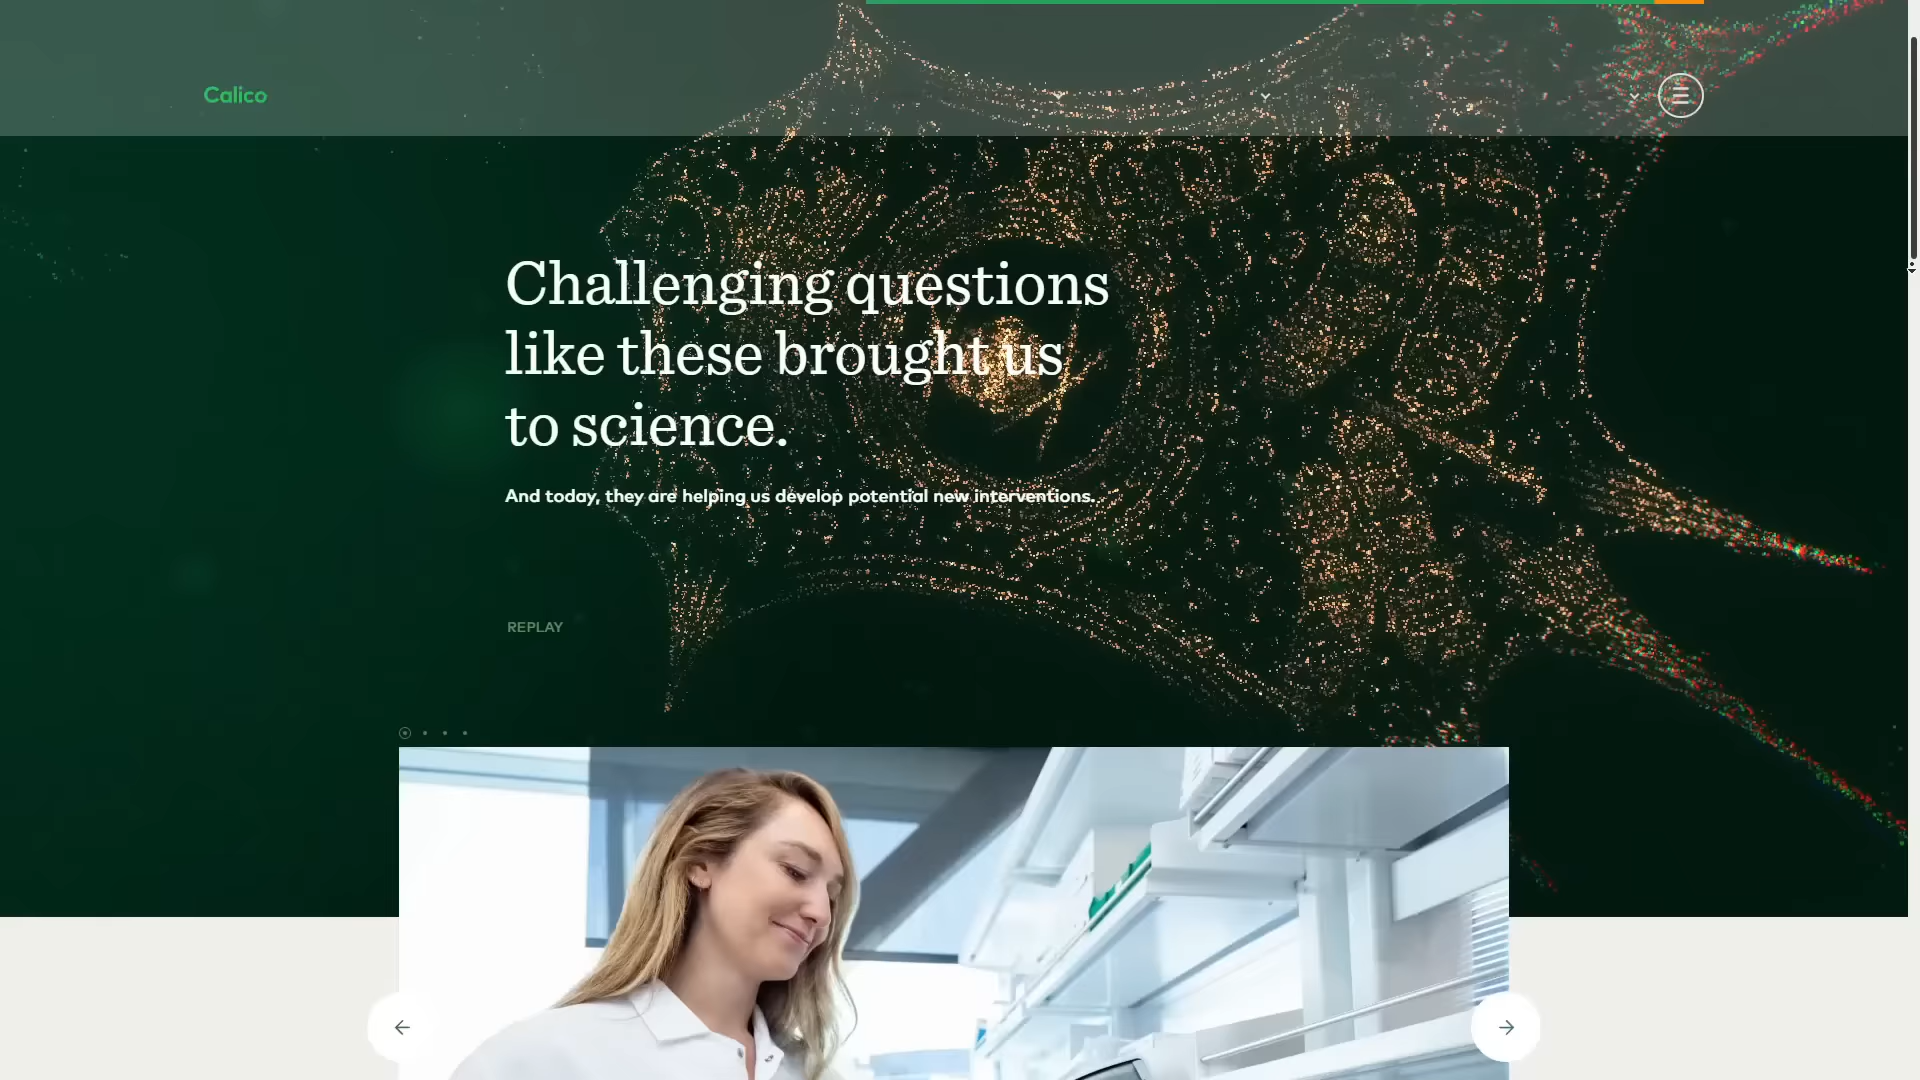 Calico
Challenging questions
like these brought us
to science.
And today, they are helping us develop potential new interventions.
REPLAY